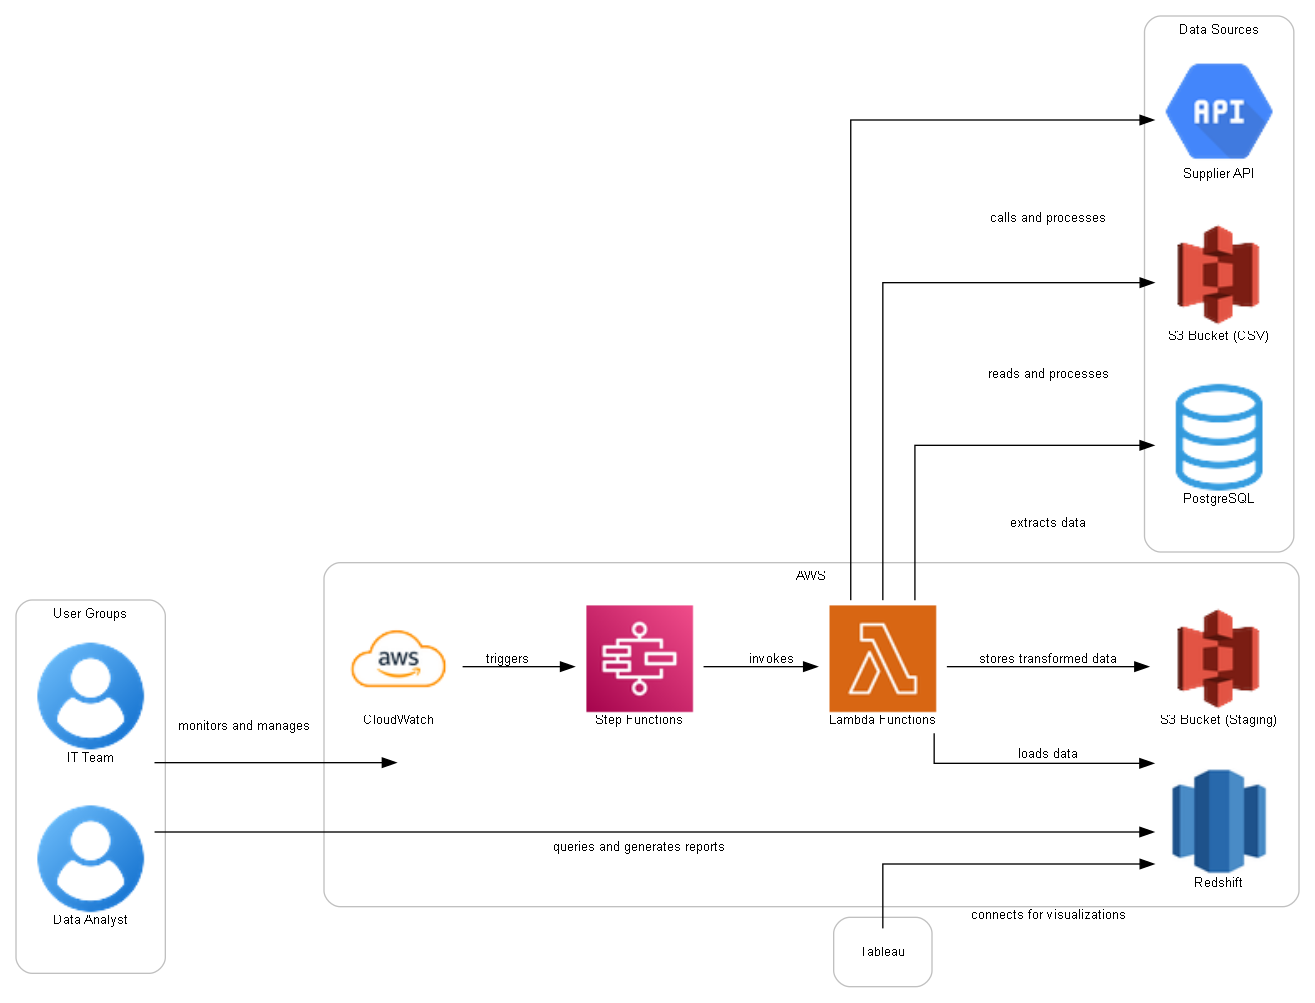 Data Sources
API
Supplier API
calls and processes
S3 Bucket (CSV)
reads and processes
PostgreSQL
extracts data
AWS
User Groups
IT Team
monitors and manages
Data Analyst
aws
CloudWatch
triggers
Step Functions
invokes
Lambda Functions
stores transformed data
S3 Bucket (Staging)
loads data
queries and generates reports
Redshift
connects for visualizations
Tableau